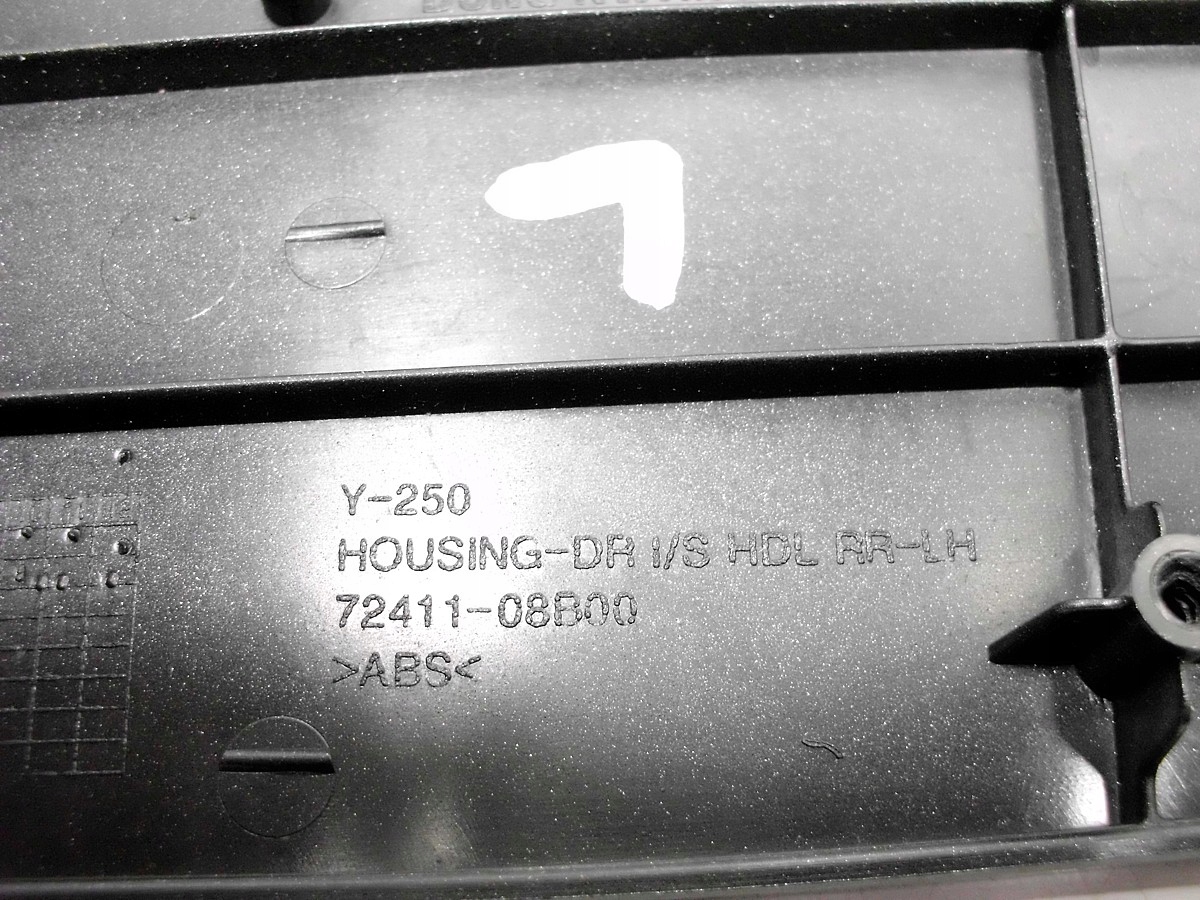 Y-250
HOUSING-DR I/S HDL RR-LH
72411-08B00
>ABS<